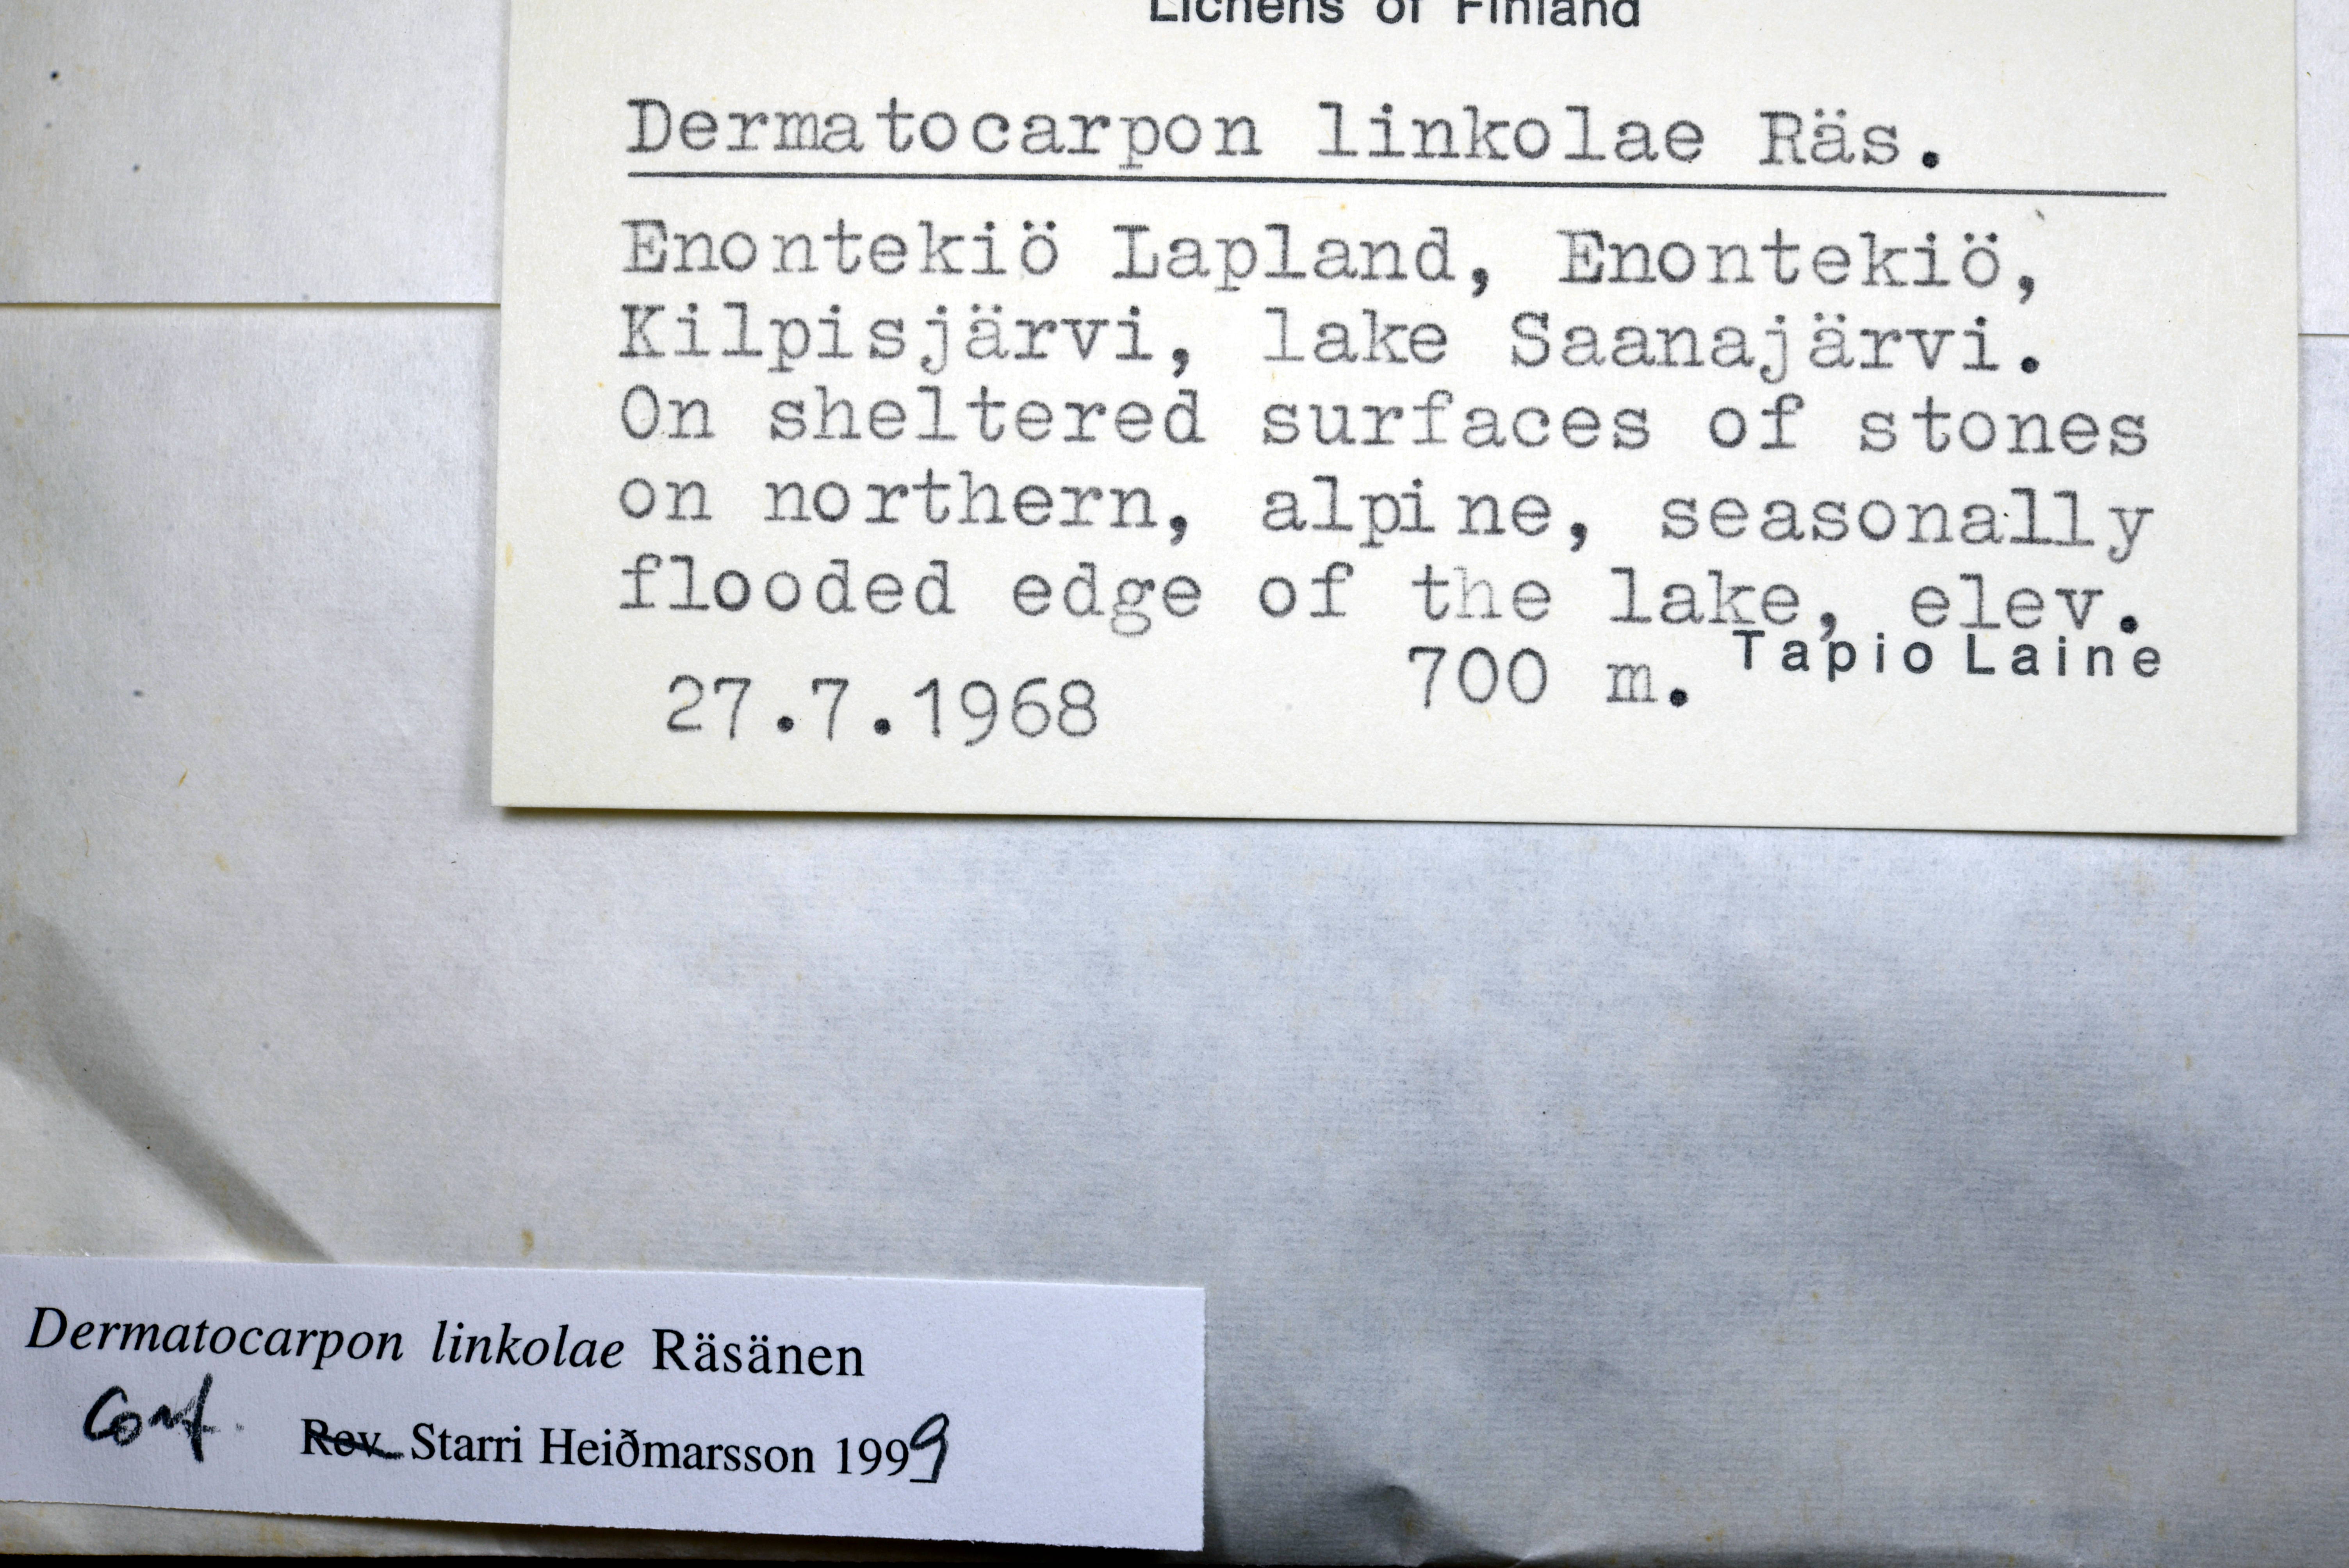 Lichens of Finland
Dermatocarpon linkolae Räs.
Enontekiö Lapland, Enontekiö,
Kilpisjärvi, lake Saanajärvi.
On sheltered surfaces of stones
on northern, alpine, seasonally
flooded edge of the lake, elev.
27.7.1968 700 m. Tapio Laine
Dermatocarpon linkolae Räsänen
Conf. Rev. Starri Heiðmarsson 1999